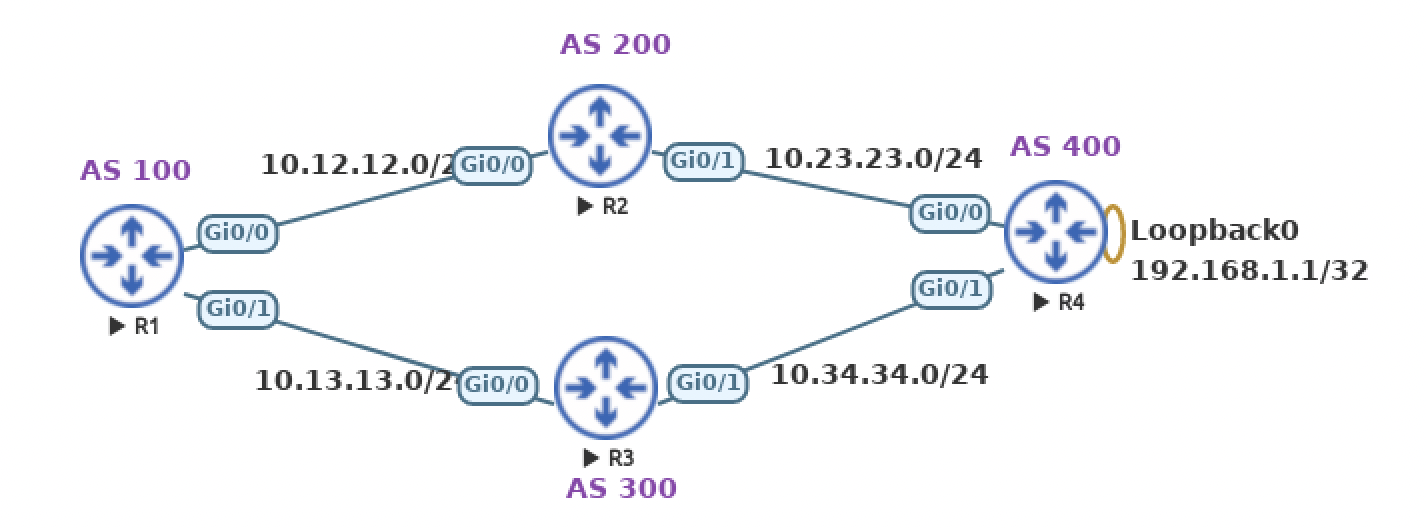 AS 200
AS 100
10.12.12.0/2
Gi0/0
Gi0/1
10.23.23.0/24
AS 400
R2
Gi0/0
Gi0/0
Loopback0
192.168.1.1/32
Gi0/1
Gi0/1
R4
R1
10.13.13.0/2
Gi0/0
Gi0/1
10.34.34.0/24
R3
AS 300